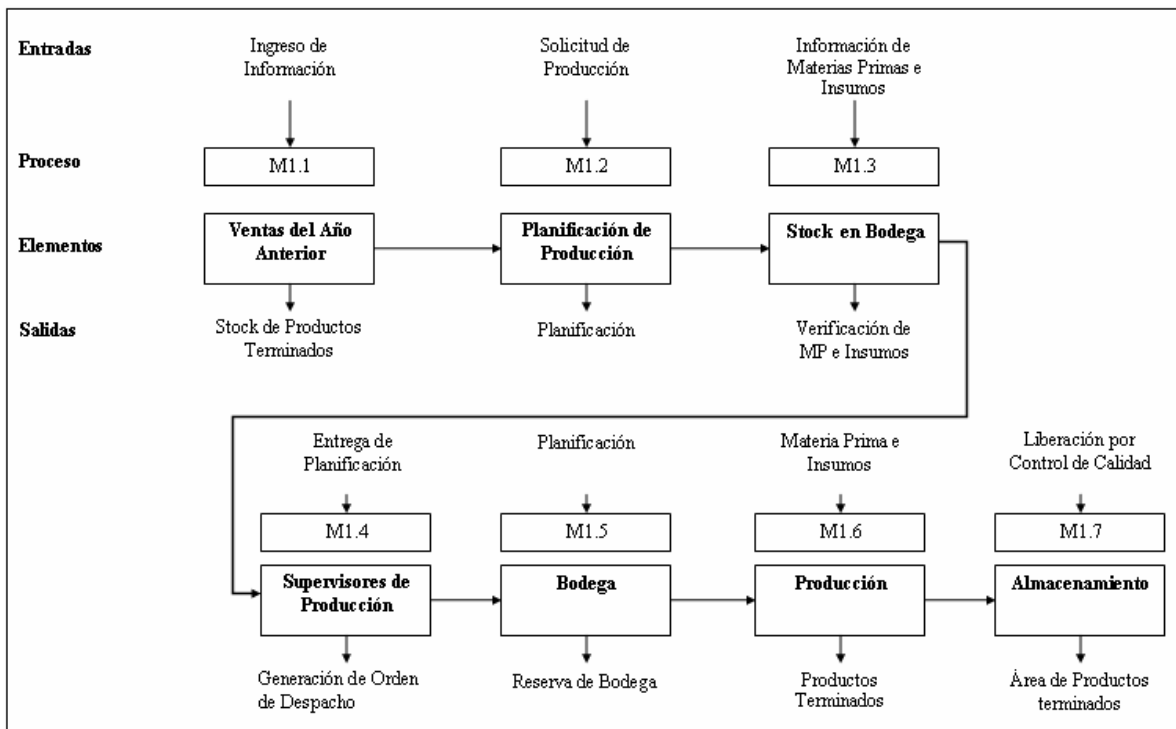 Entradas
Ingreso de
Información
Solicitud de
Producción
Información de
Materias Primas e
Insumos
Proceso
M1.1
M1.2
M1.3
Elementos
Ventas del Año
Anterior
Planificación de
Producción
Stock en Bodega
Salidas
Stock de Productos
Terminados
Planificación
Verificación de
MP e Insumos
Entrega de
Planificación
Planificación
Materia Prima e
Insumos
Liberación por
Control de Calidad
M1.4
M1.5
M1.6
M1.7
Supervisores de
Producción
Bodega
Producción
Almacenamiento
Generación de Orden
de Despacho
Reserva de Bodega
Productos
Terminados
Área de Productos
terminados